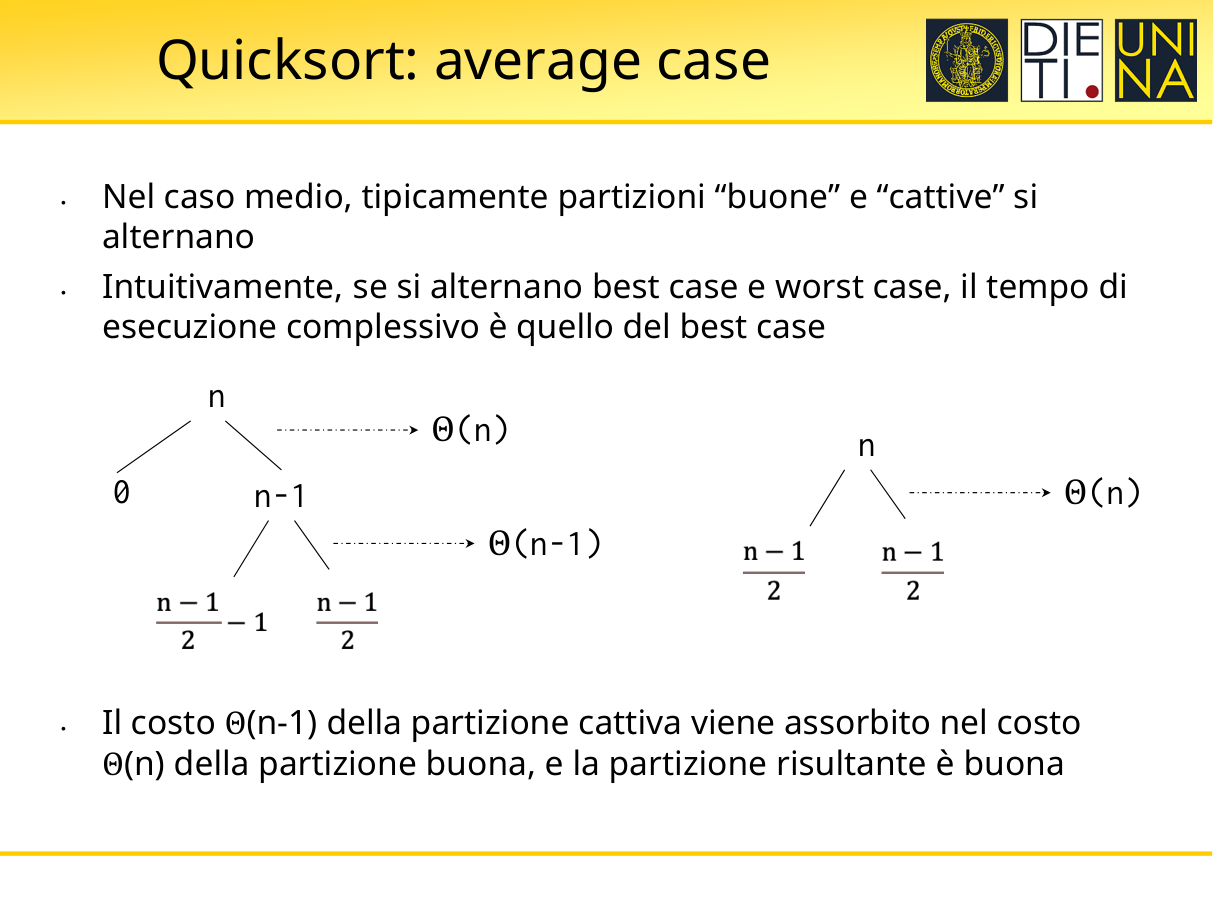 Quicksort: average case
DIE
TI
UNI
NA
• Nel caso medio, tipicamente partizioni “buone” e “cattive” si
alternano
• Intuitivamente, se si alternano best case e worst case, il tempo di
esecuzione complessivo è quello del best case
n
Θ(n)
0
n-1
Θ(n-1)
n − 1
2
− 1
n − 1
2
n
Θ(n)
n − 1
2
n − 1
2
• Il costo Θ(n-1) della partizione cattiva viene assorbito nel costo
Θ(n) della partizione buona, e la partizione risultante è buona